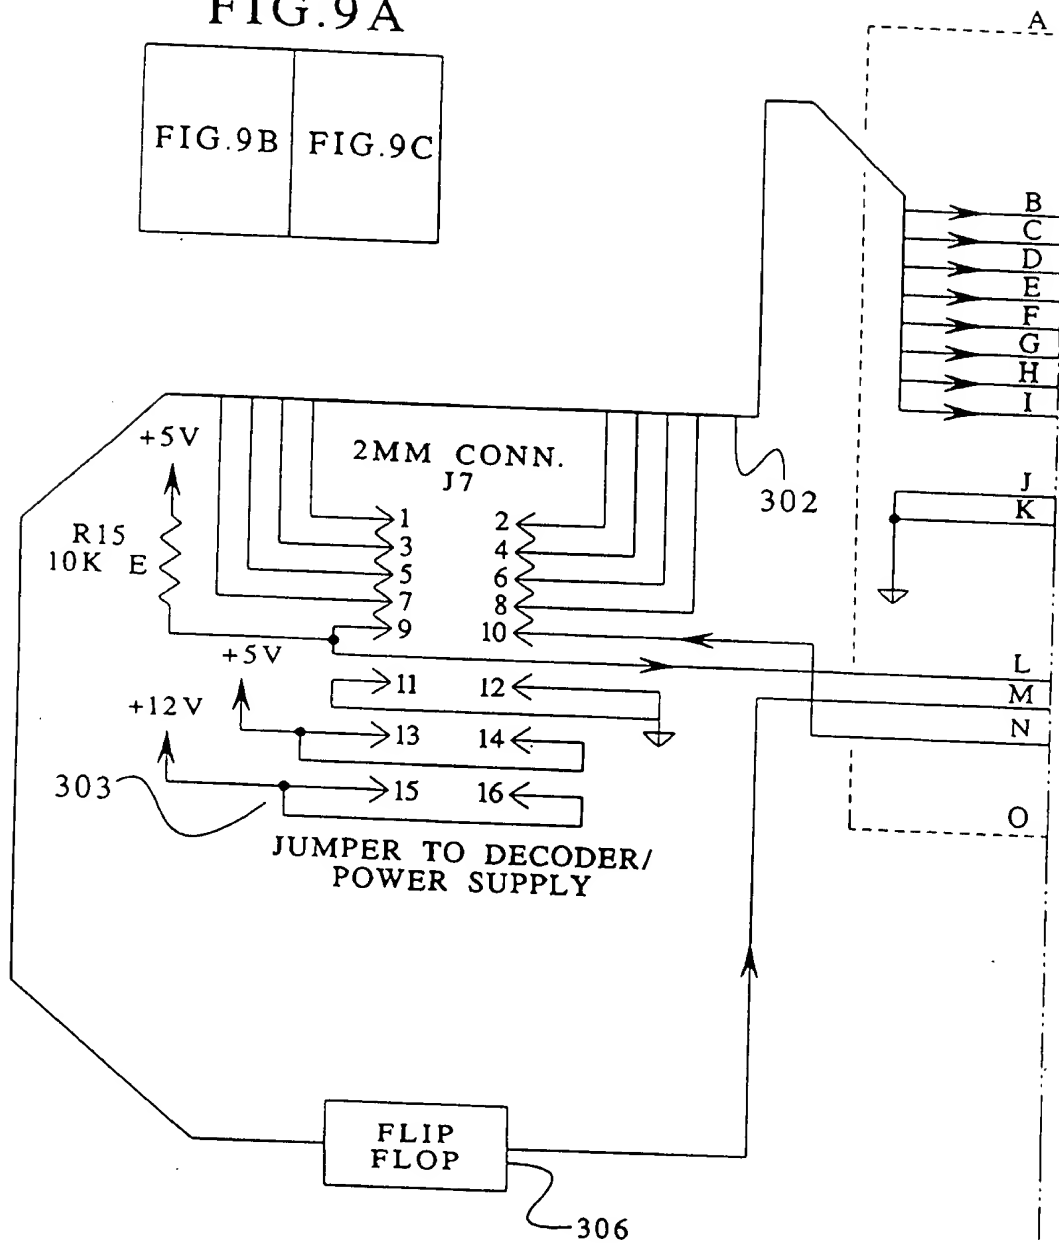 FIG.9A
FIG.9B FIG.9C
A
B
C
D
E
F
G
H
I
J
K
L
M
N
O
302
+5V
R15
10K E
2MM CONN.
J7
1 2
3 4
5 6
7 8
9 10
11 12
13 14
15 16
+5V
+12V
303
JUMPER TO DECODER/
POWER SUPPLY
FLIP
FLOP
306